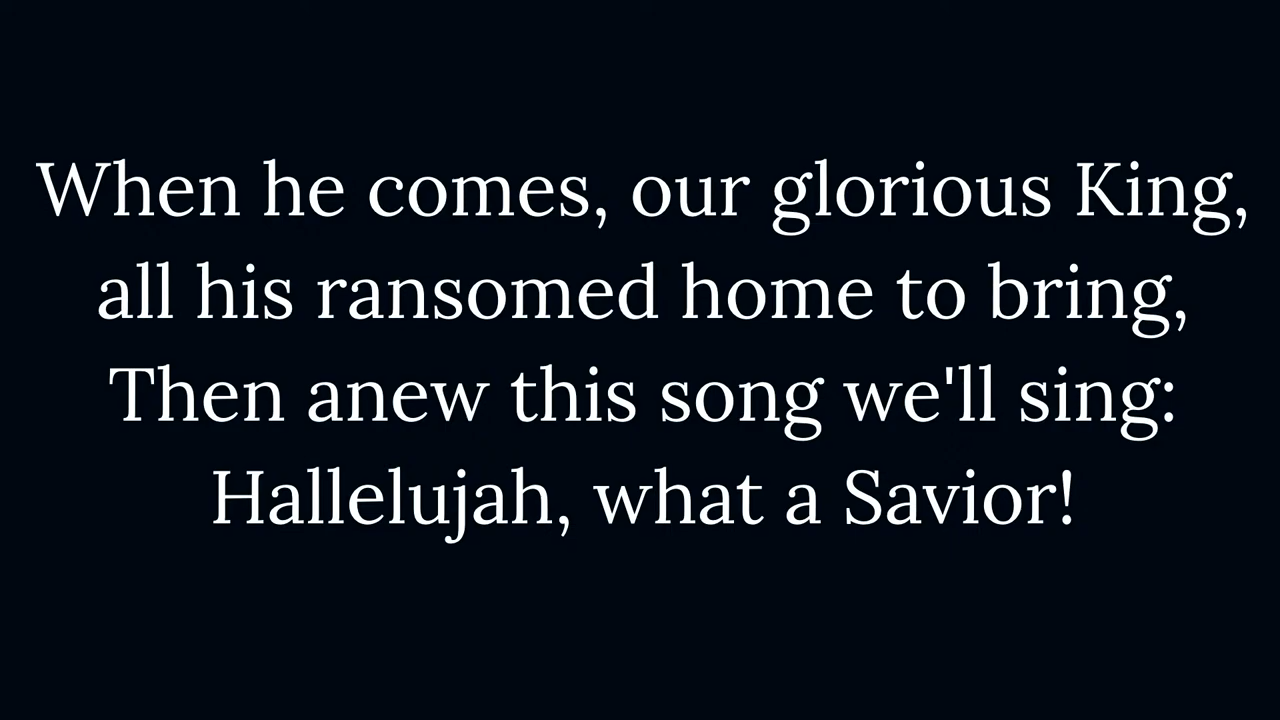 When he comes, our glorious King,
all his ransomed home to bring,
Then anew this song we'll sing:
Hallelujah, what a Savior!